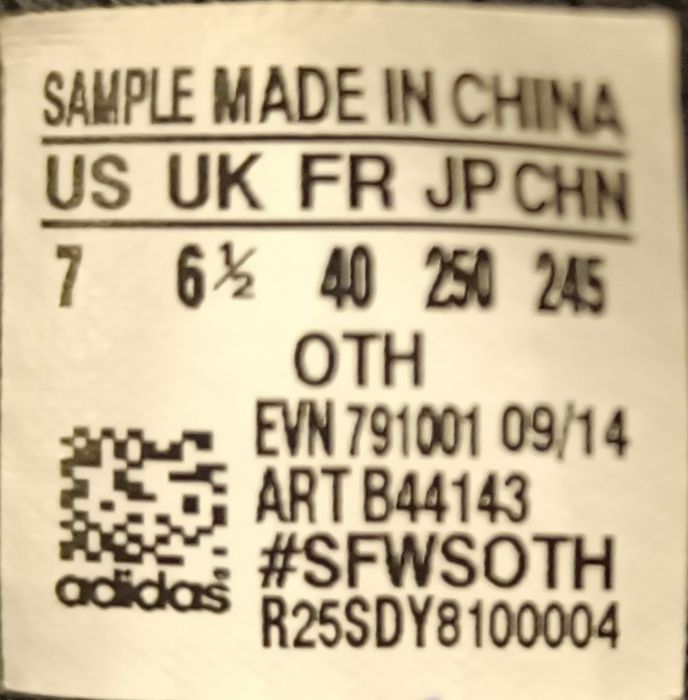 SAMPLE MADE IN CHINA
US UK FR JP CHN
7 6½ 40 250 245
OTH
EVN 791001 09/14
ART B44143
#SFWSOTH
adidas
R25SDY8100004